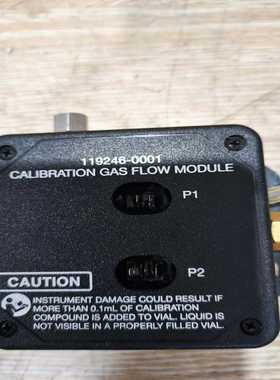 119246-0001
CALIBRATION GAS FLOW MODULE
P1
P2
CAUTION
INSTRUMENT DAMAGE COULD RESULT IF
MORE THAN 0.1mL OF CALIBRATION
COMPOUND IS ADDED TO VIAL. LIQUID IS
NOT VISIBLE IN A PROPERLY FILLED VIAL.